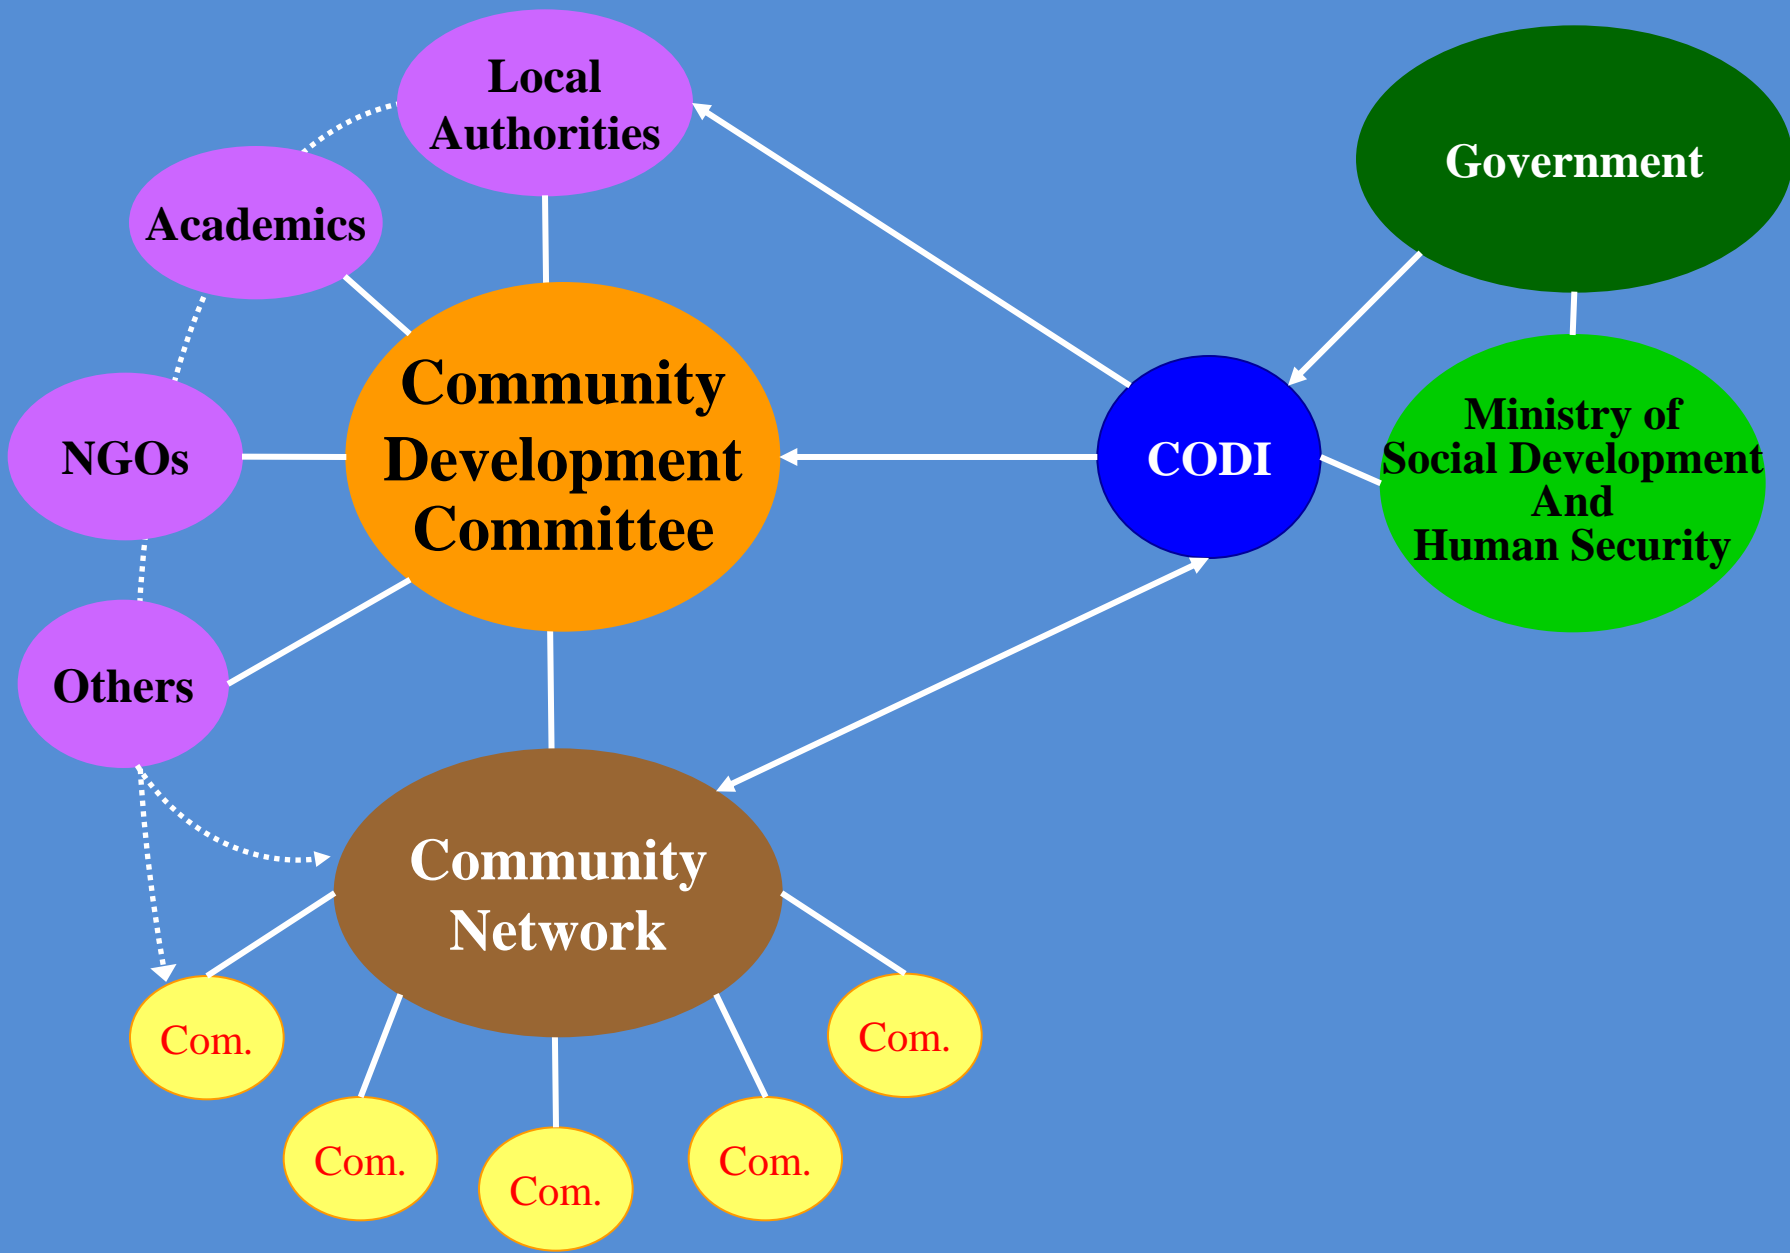 Local
Authorities
Government
Academics
Community
Development
Committee
CODI
Ministry of
Social Development
And
Human Security
NGOs
Others
Community
Network
Com.
Com.
Com.
Com.
Com.